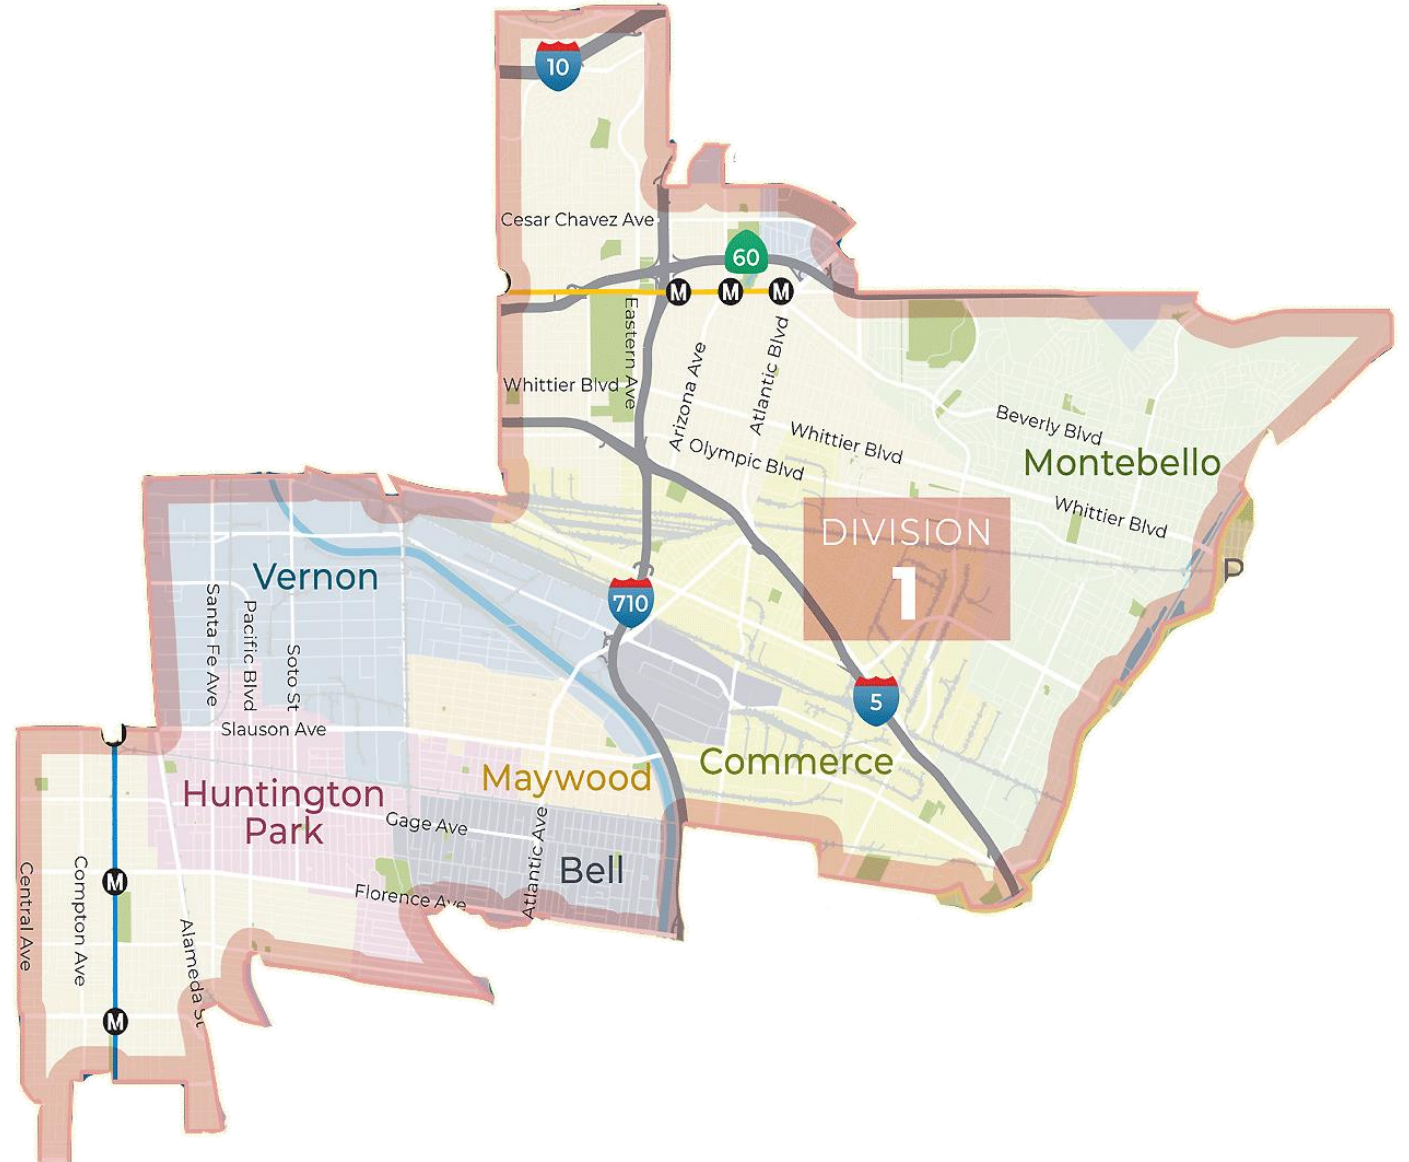 10
Cesar Chavez Ave
60
M
M
M
Eastern Ave
Arizona Ave
Atlantic Blvd
Whittier Blvd
Olympic Blvd
Whittier Blvd
Beverly Blvd
Montebello
Whittier Blvd
DIVISION
1
P
Vernon
710
Santa Fe Ave
Pacific Blvd
Soto St
Slauson Ave
5
Commerce
Maywood
Huntington
Park
Gage Ave
Atlantic Ave
Bell
Florence Ave
Central Ave
Compton Ave
M
Alameda St
M